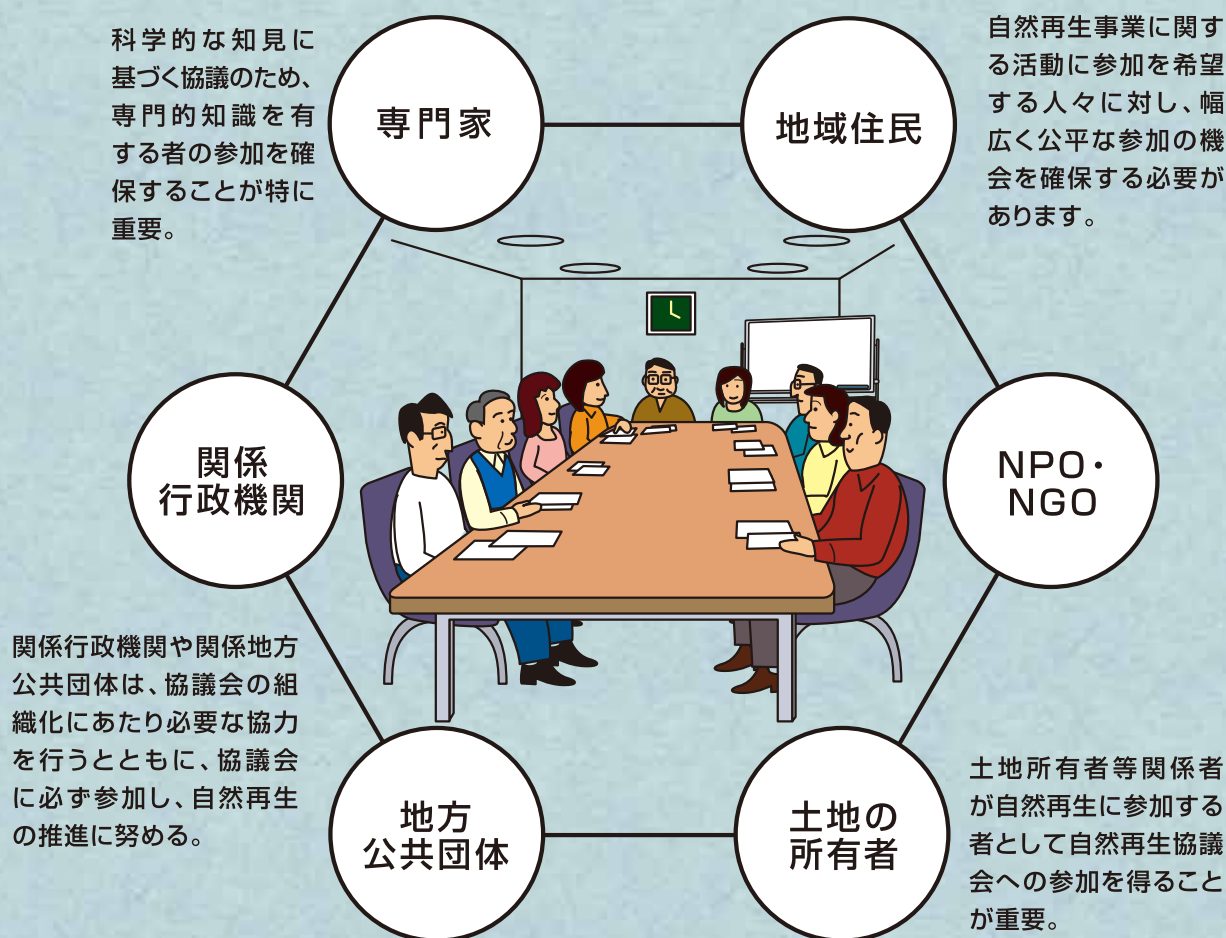 科学的な知見に
基づく協議のため、
専門的知識を有
する者の参加を確
保することが特に
重要。
専門家
地域住民
自然再生事業に関す
る活動に参加を希望
する人々に対し、幅
広く公平な参加の機
会を確保する必要が
あります。
関係
行政機関
NPO・
NGO
関係行政機関や関係地方
公共団体は、協議会の組
織化にあたり必要な協力
を行うとともに、協議会
に必ず参加し、自然再生
の推進に努める。
地方
公共団体
土地の
所有者
土地所有者等関係者
が自然再生に参加する
者として自然再生協議
会への参加を得ること
が重要。